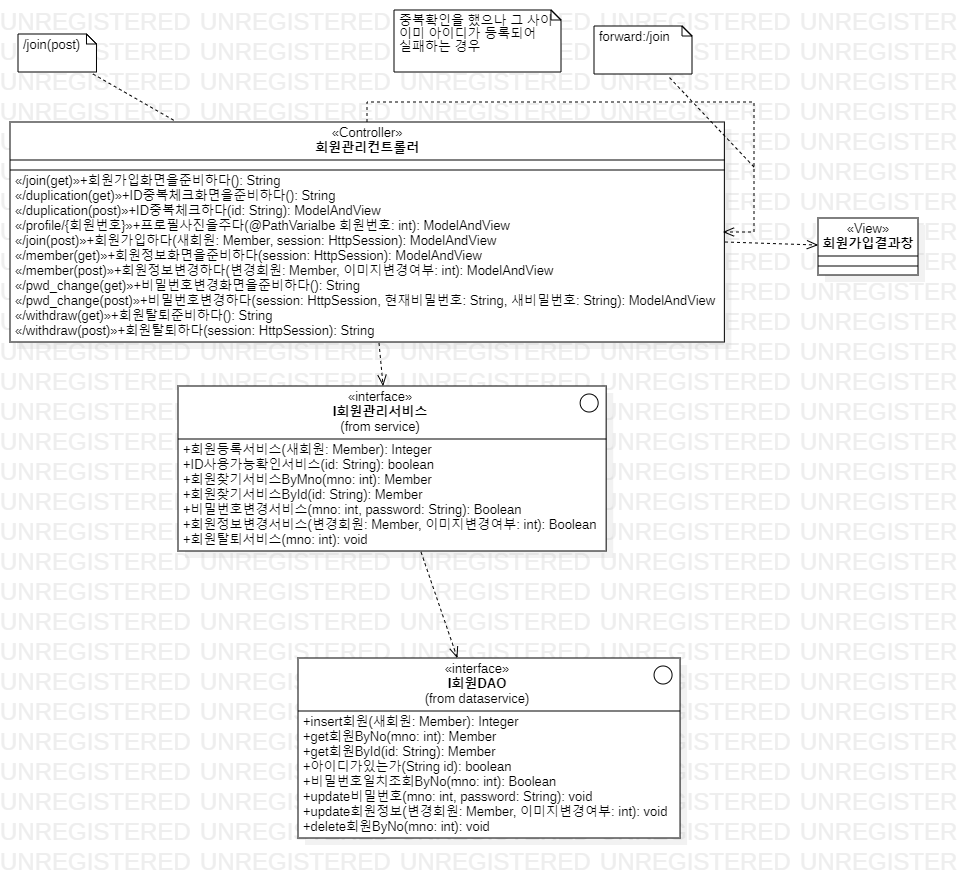 /join(post)
중복확인을 했으나 그 사이
이미 아이디가 등록되어
실패하는 경우
forward:/join
«Controller»
회원관리컨트롤러
«/join(get)»+회원가입화면을준비하다(): String
«/duplication(get)»+ID중복체크화면을준비하다(): String
«/duplication(post)»+ID중복체크하다(id: String): ModelAndView
«/profile/{회원번호}»+프로필사진을주다(@PathVarialbe 회원번호: int): ModelAndView
«/join(post)»+회원가입하다(새회원: Member, session: HttpSession): ModelAndView
«/member(get)»+회원정보화면을준비하다(session: HttpSession): ModelAndView
«/member(post)»+회원정보변경하다(변경회원: Member, 이미지변경여부: int): ModelAndView
«/pwd_change(get)»+비밀번호변경화면을준비하다(): String
«/pwd_change(post)»+비밀번호변경하다(session: HttpSession, 현재비밀번호: String, 새비밀번호: String): ModelAndView
«/withdraw(get)»+회원탈퇴준비하다(): String
«/withdraw(post)»+회원탈퇴하다(session: HttpSession): String
«View»
회원가입결과창
«interface»
I회원관리서비스
(from service)
+회원등록서비스(새회원: Member): Integer
+ID사용가능확인서비스(id: String): boolean
+회원찾기서비스ByMno(mno: int): Member
+회원찾기서비스ById(id: String): Member
+비밀번호변경서비스(mno: int, password: String): Boolean
+회원정보변경서비스(변경회원: Member, 이미지변경여부: int): Boolean
+회원탈퇴서비스(mno: int): void
«interface»
I회원DAO
(from dataservice)
+insert회원(새회원: Member): Integer
+get회원ByNo(mno: int): Member
+get회원ById(id: String): Member
+아이디가있는가(String id): boolean
+비밀번호일치조회ByNo(mno: int): Boolean
+update비밀번호(mno: int, password: String): void
+update회원정보(변경회원: Member, 이미지변경여부: int): void
+delete회원ByNo(mno: int): void